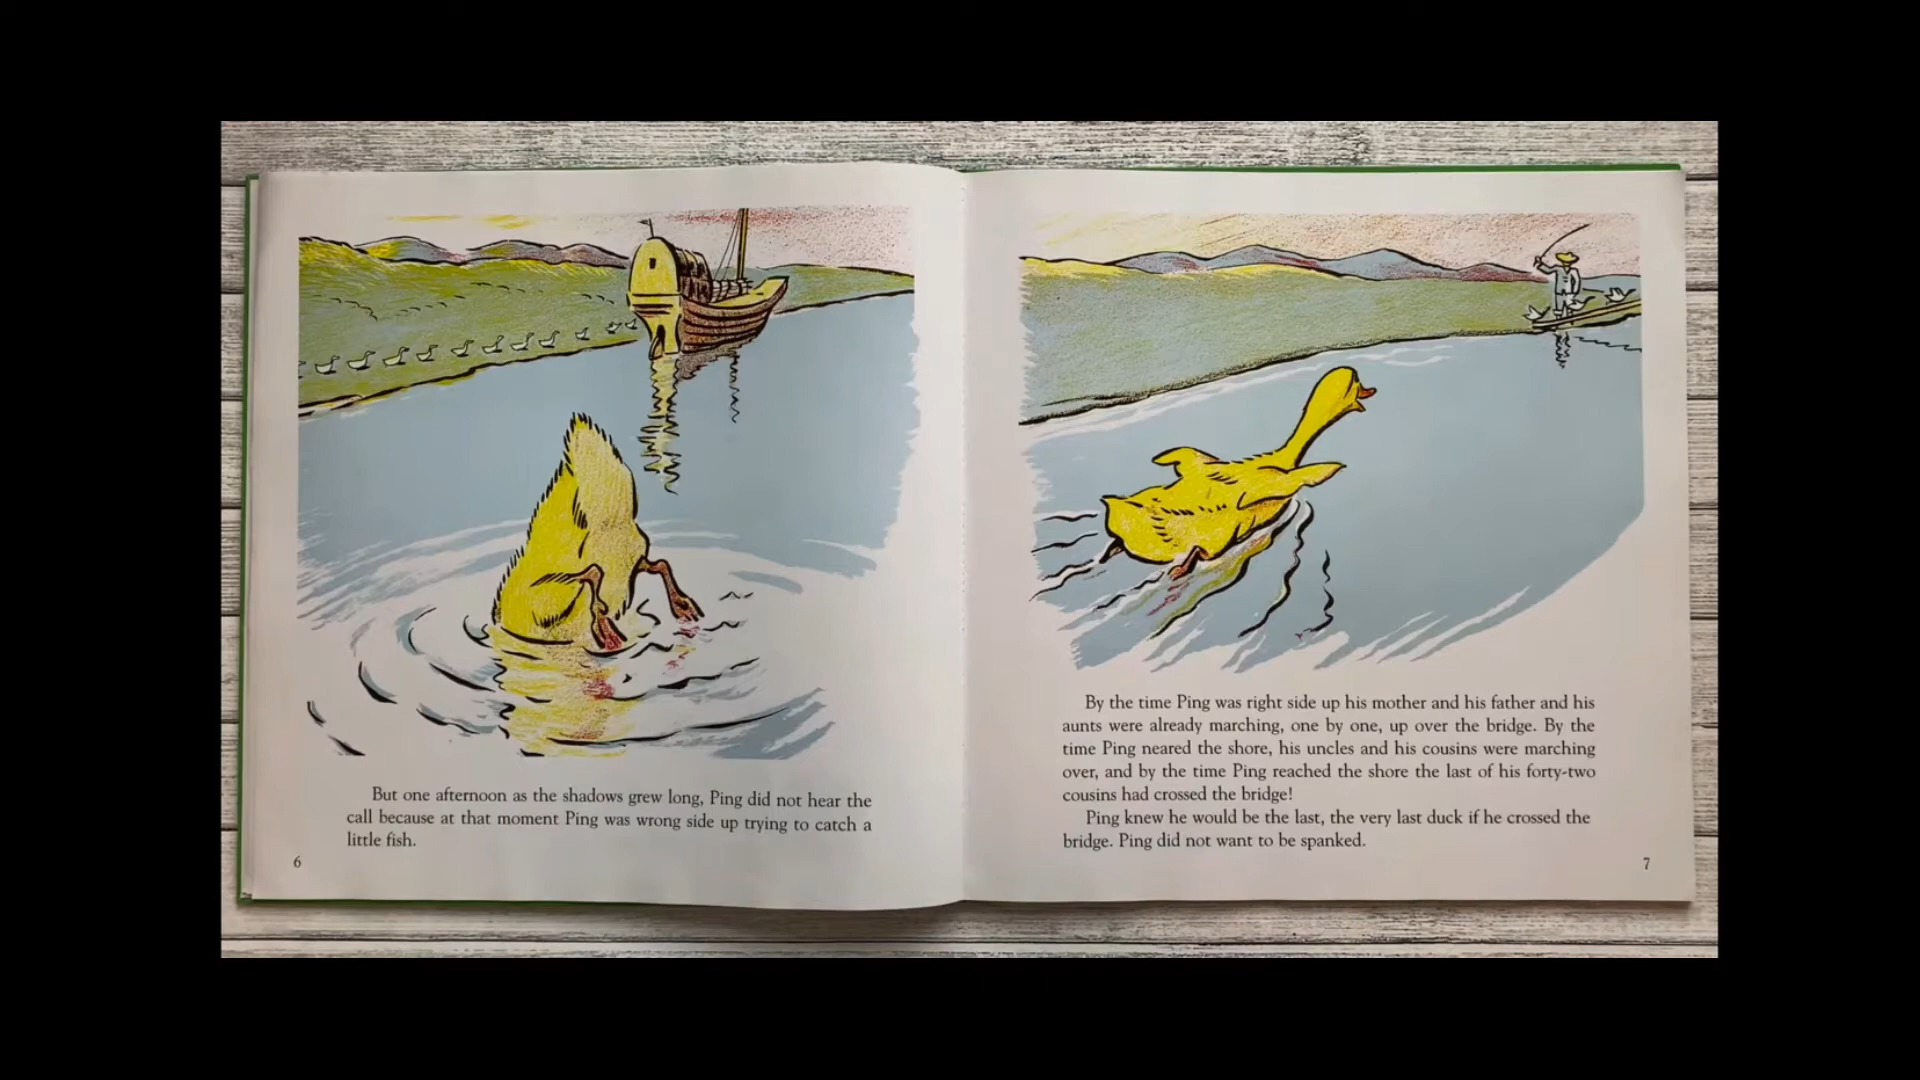 But one afternoon as the shadows grew long, Ping did not hear the
call because at that moment Ping was wrong side up trying to catch a
little fish.
6
By the time Ping was right side up his mother and his father and his
aunts were already marching, one by one, up over the bridge. By the
time Ping neared the shore, his uncles and his cousins were marching
over, and by the time Ping reached the shore the last of his forty-two
cousins had crossed the bridge!
Ping knew he would be the last, the very last duck if he crossed the
bridge. Ping did not want to be spanked.
7